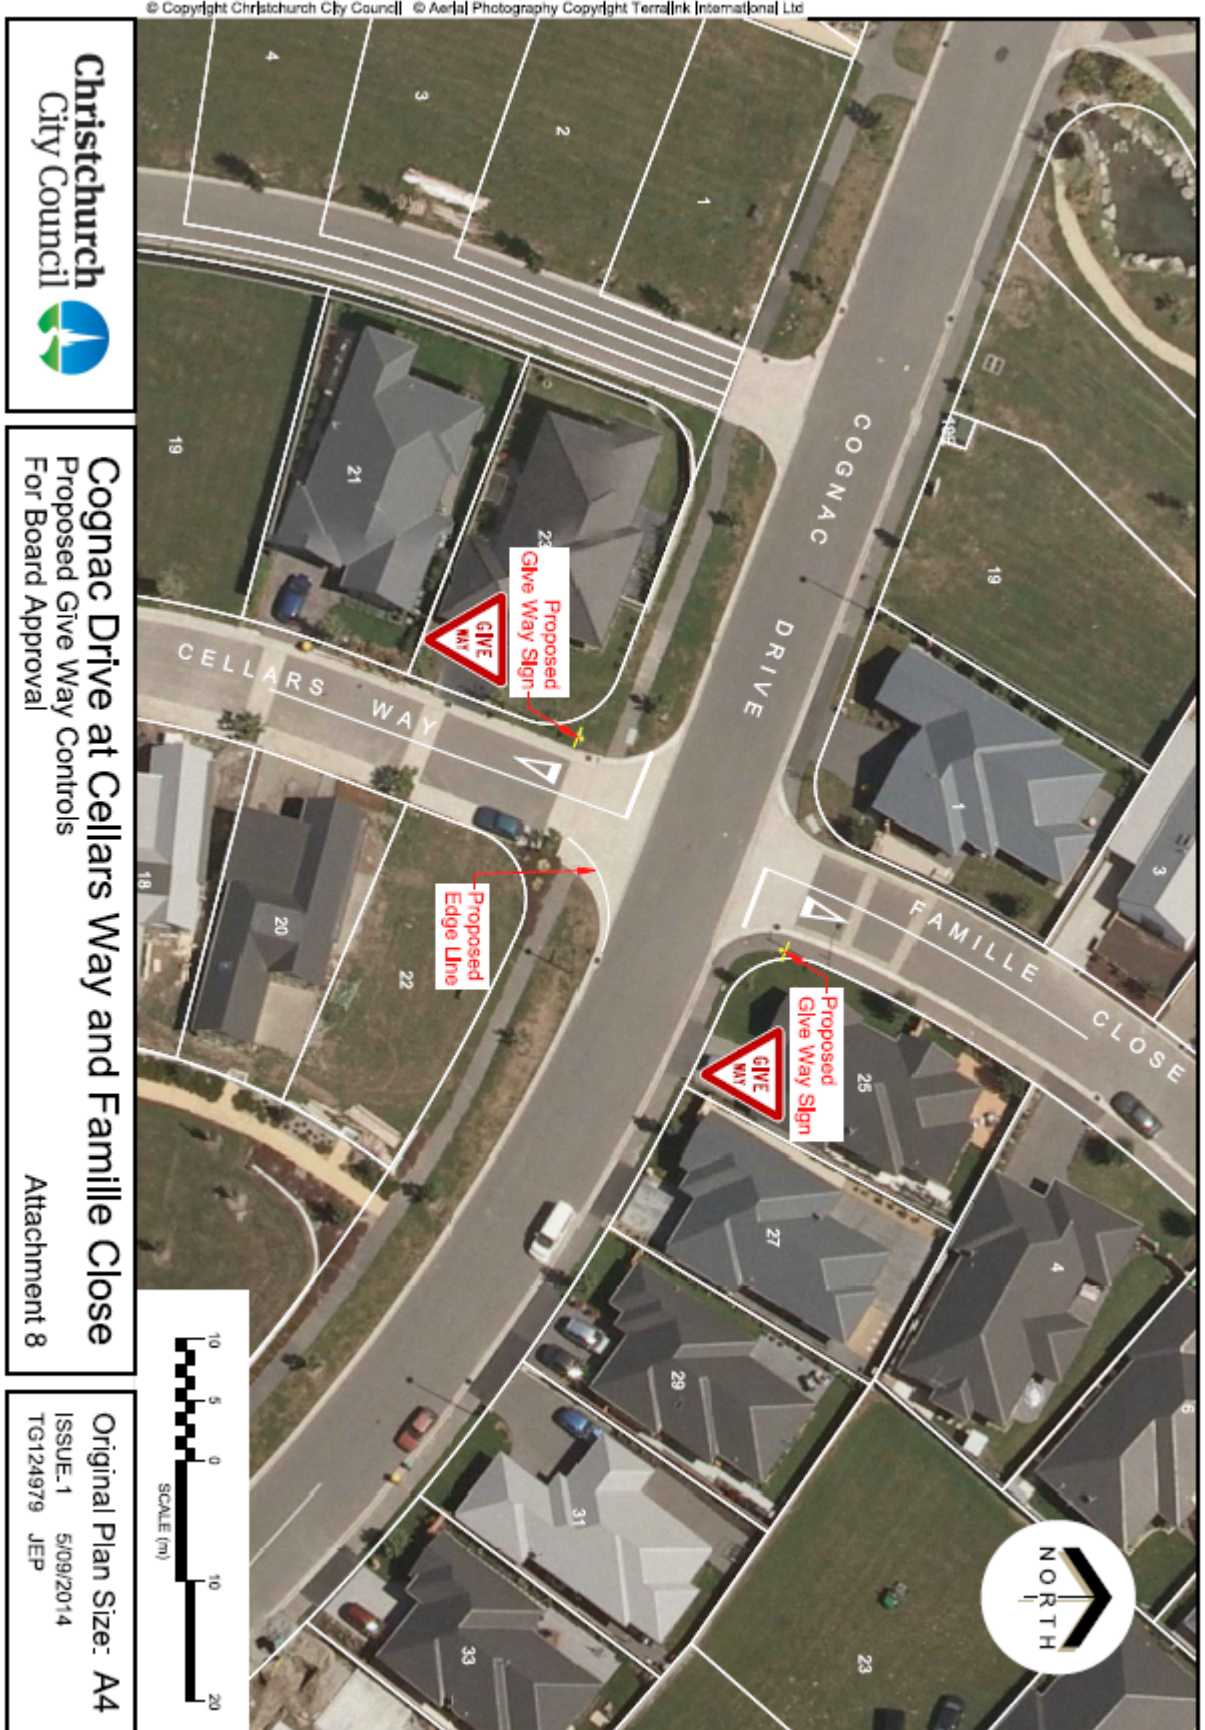 © Copyright Christchurch City Council © Aerial Photography Copyright Terralink International Ltd
4
3
2
1
COGNAC DRIVE
19
1
3
19
21
23
Proposed
Give Way Sign
GIVE
WAY
CELLARS WAY
FAMILLE CLOSE
Proposed
Edge Line
Proposed
Give Way Sign
GIVE
WAY
18
20
22
25
27
4
6
29
31
33
23
NORTH
10 5 0 10 20
SCALE (m)
Christchurch
City Council
Cognac Drive at Cellars Way and Famille Close
Proposed Give Way Controls
For Board Approval
Attachment 8
Original Plan Size: A4
ISSUE.1 5/09/2014
TG124979 JEP